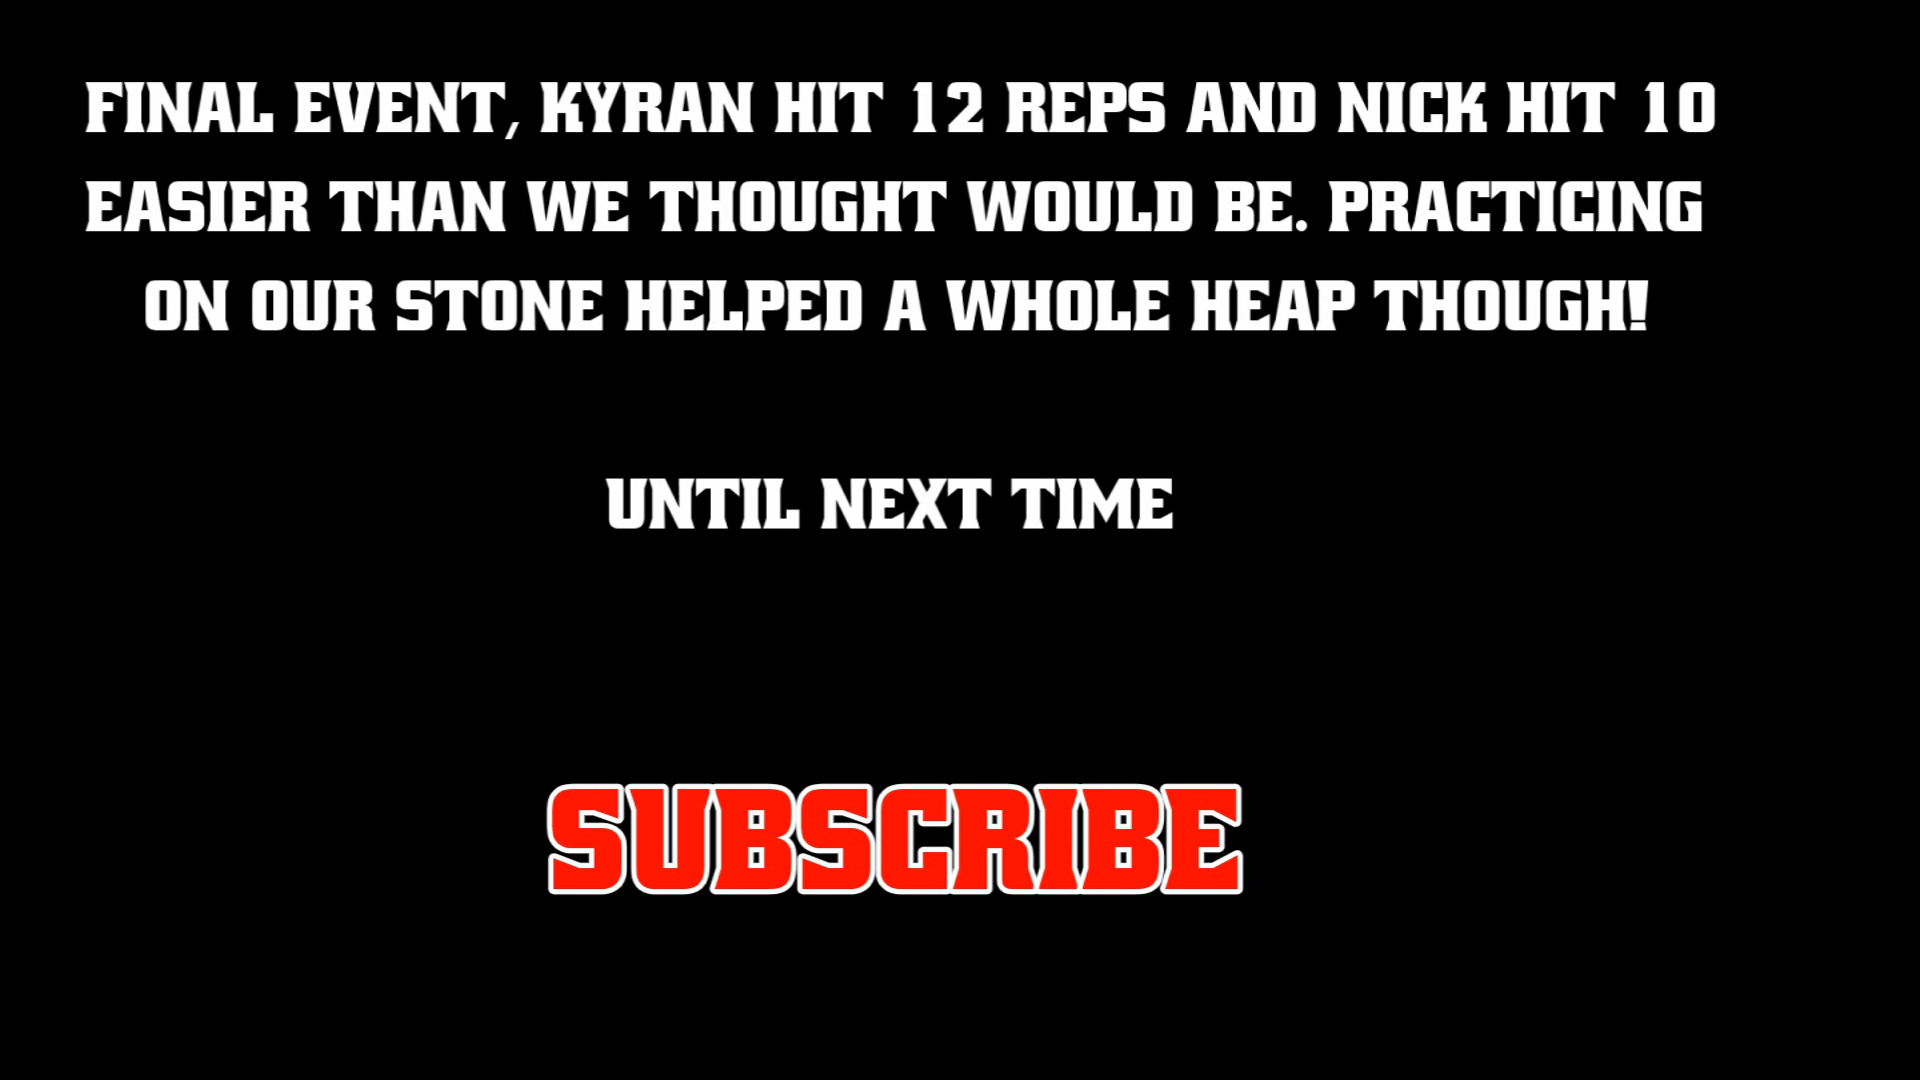 FINAL EVENT, KYRAN HIT 12 REPS AND NICK HIT 10
EASIER THAN WE THOUGHT WOULD BE. PRACTICING
ON OUR STONE HELPED A WHOLE HEAP THOUGH!
UNTIL NEXT TIME
SUBSCRIBE